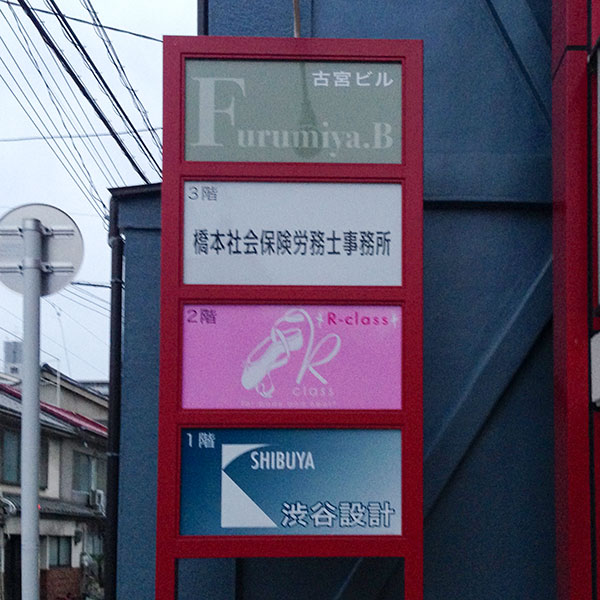 古宮ビル
Furumiya.B
3階
橋本社会保険労務士事務所
2階
R-class
R
class
1階
SHIBUYA
渋谷設計